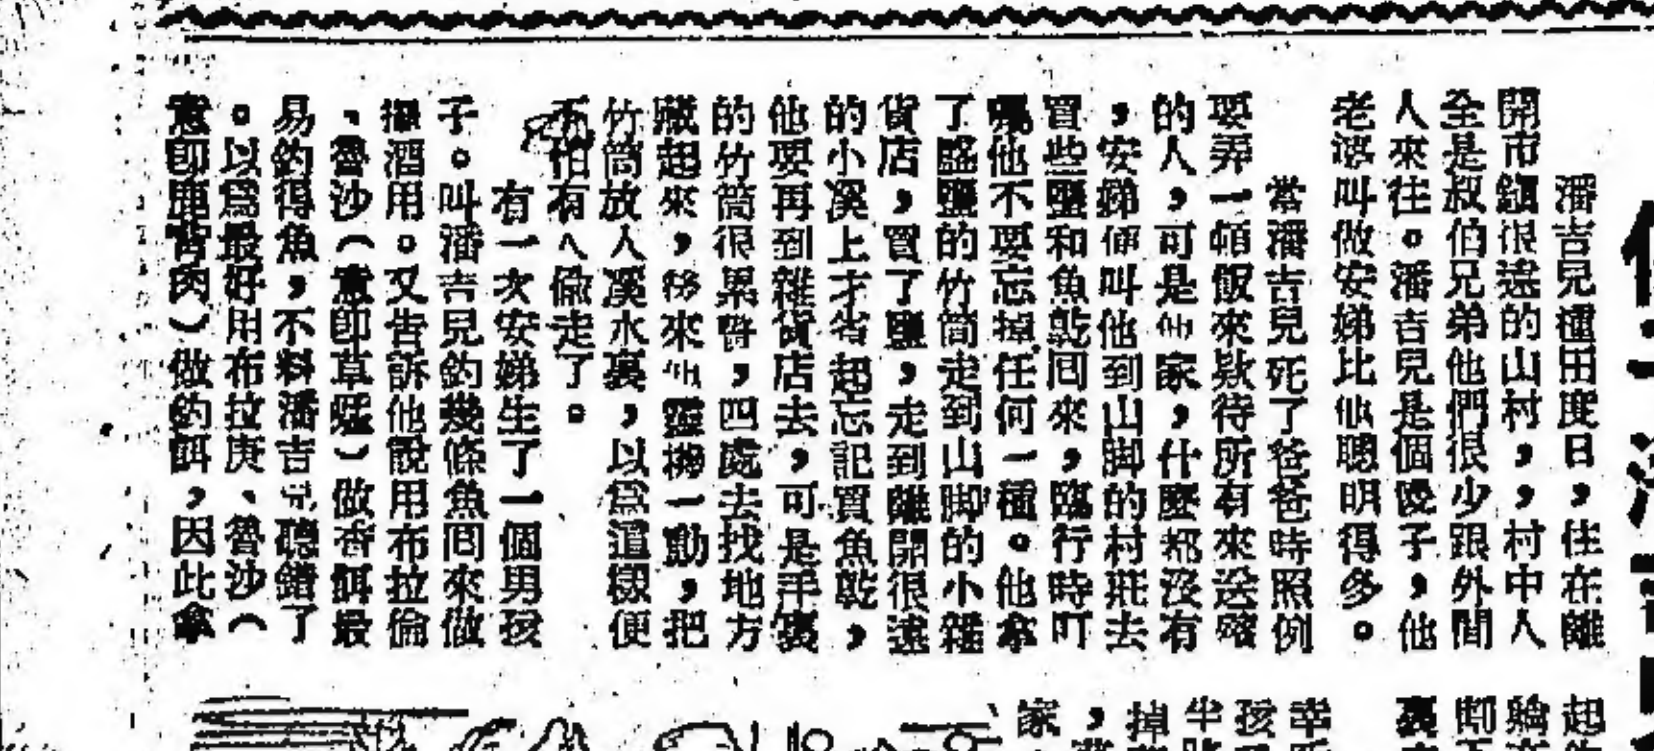 潘吉兒種田度日，住在離
開市鎮很遠的山村，村中人
全是叔伯兄弟他們很少跟外間
人來往。潘吉兒是個傻子，他
老婆叫做安娣比他聰明得多。
當潘吉兒死了爸爸時照例
要弄一頓飯來欵待所有來送殯
的人，可是他家，什麽都沒有
，安娣便叫他到山脚的村莊去
買些鹽和魚乾囘來，臨行時叮
囑他不要忘掉任何一種。他拿
了盛鹽的竹筒走到山脚的小雜
貨店，買了鹽，走到離開很遠
的小溪上才省起忘記買魚乾，
他要再到雜貨店去，可是手裏
的竹筒很累贅，四處去找地方
藏起來，後來他靈機一動，把
竹筒放入溪水裏，以爲這樣便
不怕有人偸走了。
有一次安娣生了一個男孩
子。叫潘吉兒釣幾條魚囘來做
酒用。又告訴他說用布拉倫
、魯沙（意卽草蜢）做香餌最
易釣得魚，不料潘吉兒聽錯了
。以爲最好用布拉庚、魯沙（
意卽鹿肉）做釣餌，因此拿
起
裏
幸
孩
半
掉
，
家